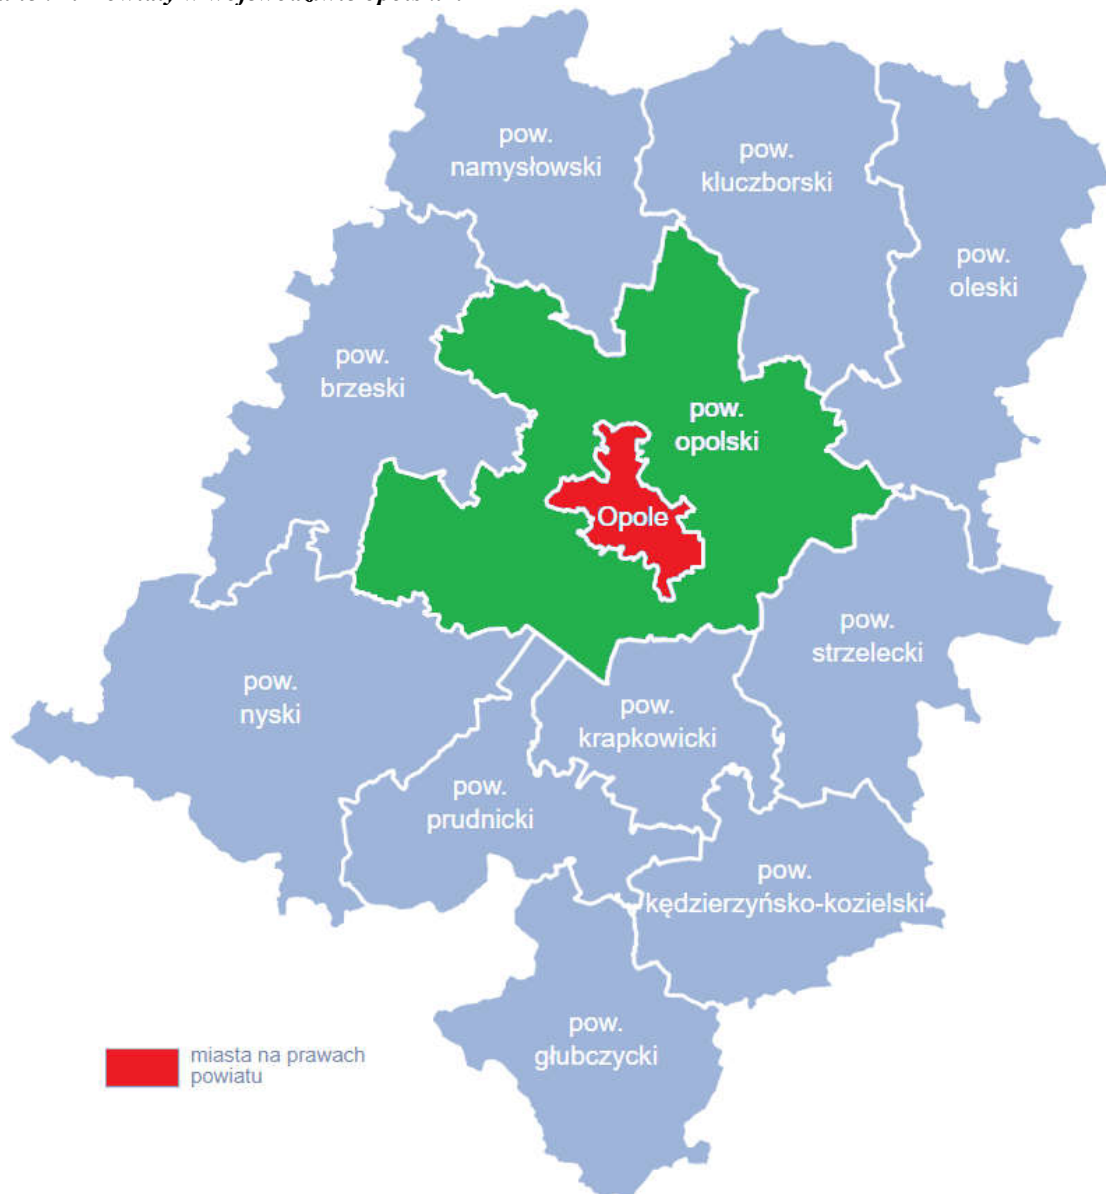 pow.
namysłowski
pow.
kluczborski
pow.
oleski
pow.
brzeski
pow.
opolski
Opole
pow.
strzelecki
pow.
nyski
pow.
krapkowicki
pow.
prudnicki
pow.
kędzierzyńsko-kozielski
pow.
głubczycki
miasta na prawach
powiatu